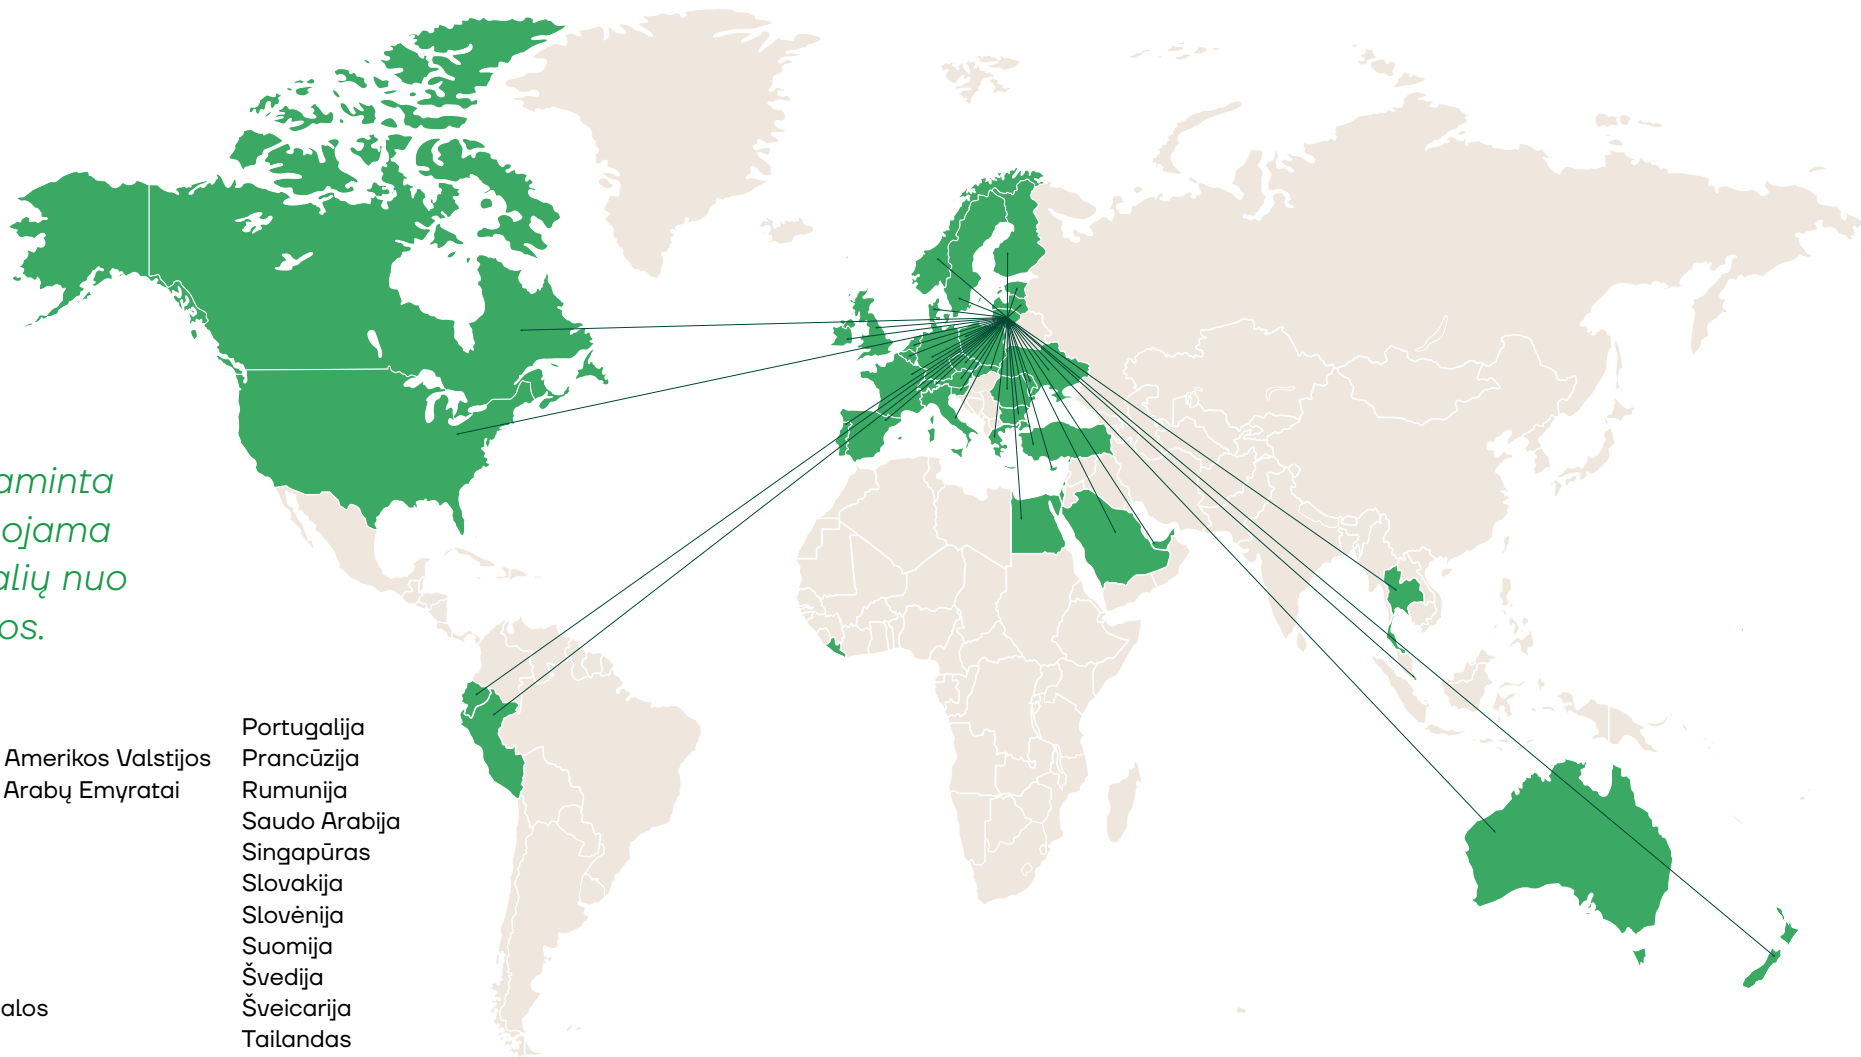 aminta
ojama
alių nuo
os.
Amerikos Valstijos
Arabų Emyratai
alos
Portugalija
Prancūzija
Rumunija
Saudo Arabija
Singapūras
Slovakija
Slovėnija
Suomija
Švedija
Šveicarija
Tailandas